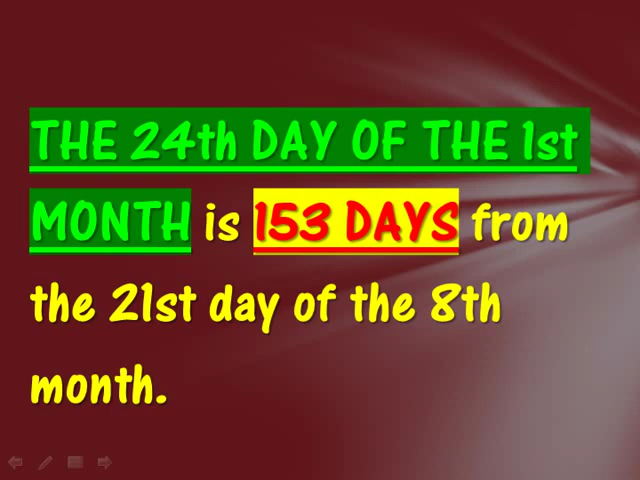 THE 24th DAY OF THE 1st
MONTH is 153 DAYS from
the 21st day of the 8th
month.